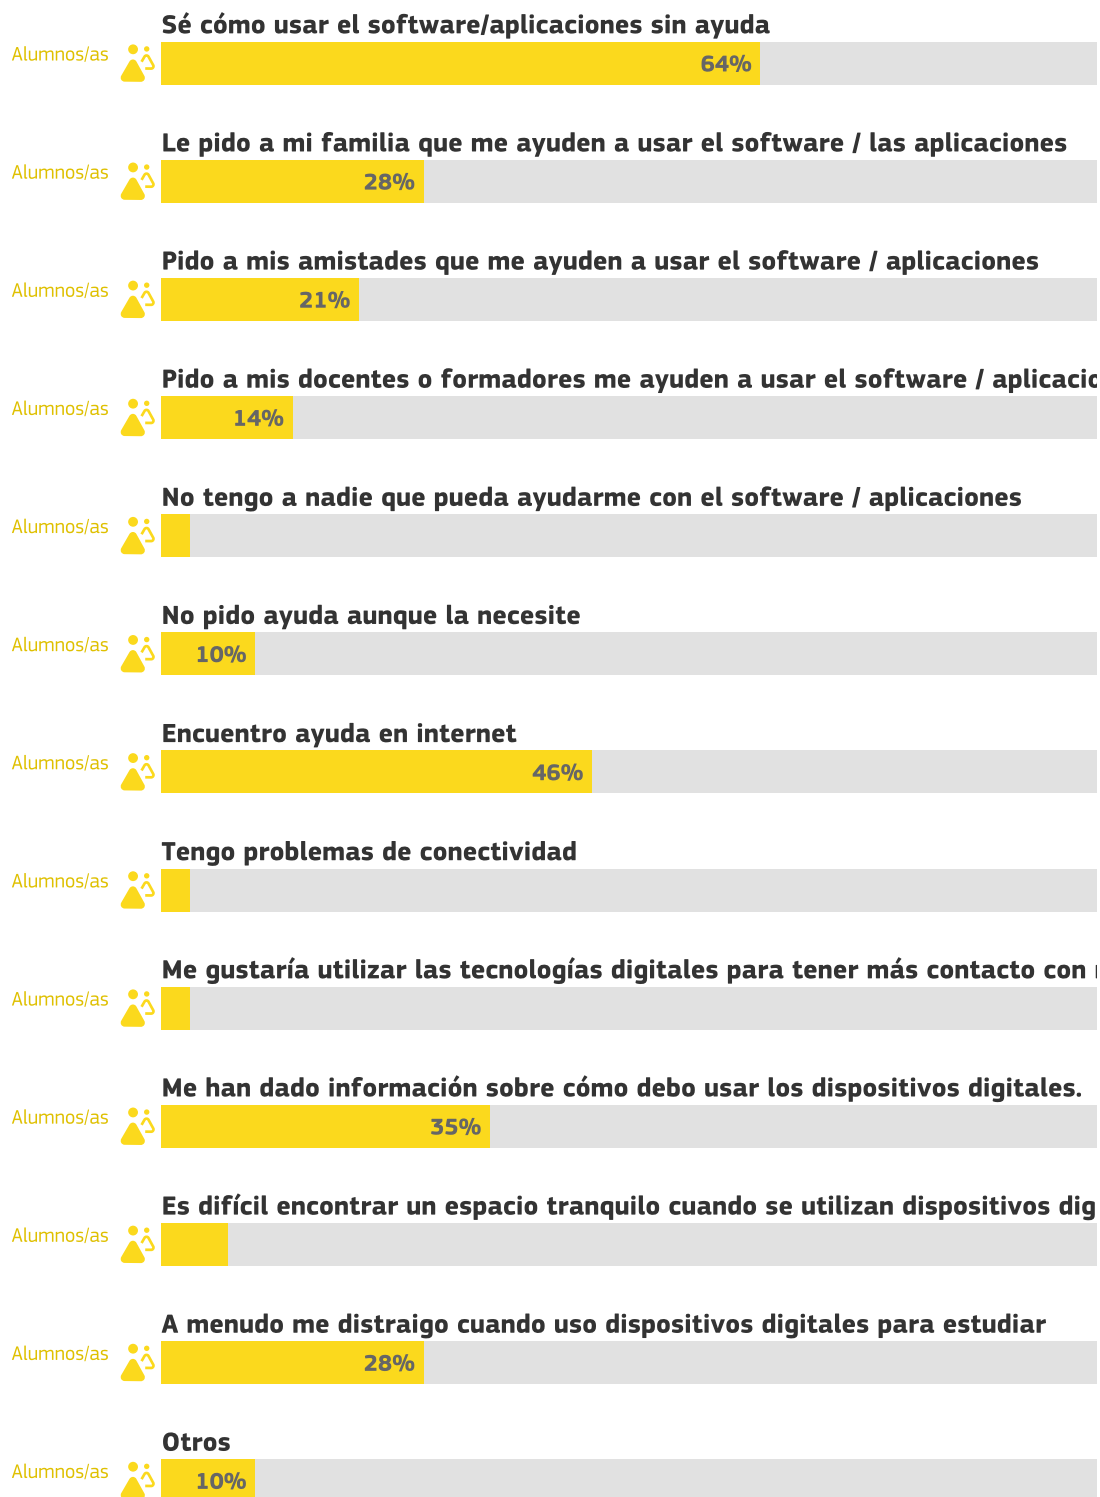 Sé cómo usar el software/aplicaciones sin ayuda
Alumnos/as
64%
Le pido a mi familia que me ayuden a usar el software / las aplicaciones
Alumnos/as
28%
Pido a mis amistades que me ayuden a usar el software / aplicaciones
Alumnos/as
21%
Pido a mis docentes o formadores me ayuden a usar el software / aplicacio
Alumnos/as
14%
No tengo a nadie que pueda ayudarme con el software / aplicaciones
Alumnos/as
No pido ayuda aunque la necesite
Alumnos/as
10%
Encuentro ayuda en internet
Alumnos/as
46%
Tengo problemas de conectividad
Alumnos/as
Me gustaría utilizar las tecnologías digitales para tener más contacto con
Alumnos/as
Me han dado información sobre cómo debo usar los dispositivos digitales.
Alumnos/as
35%
Es difícil encontrar un espacio tranquilo cuando se utilizan dispositivos dig
Alumnos/as
A menudo me distraigo cuando uso dispositivos digitales para estudiar
Alumnos/as
28%
Otros
Alumnos/as
10%